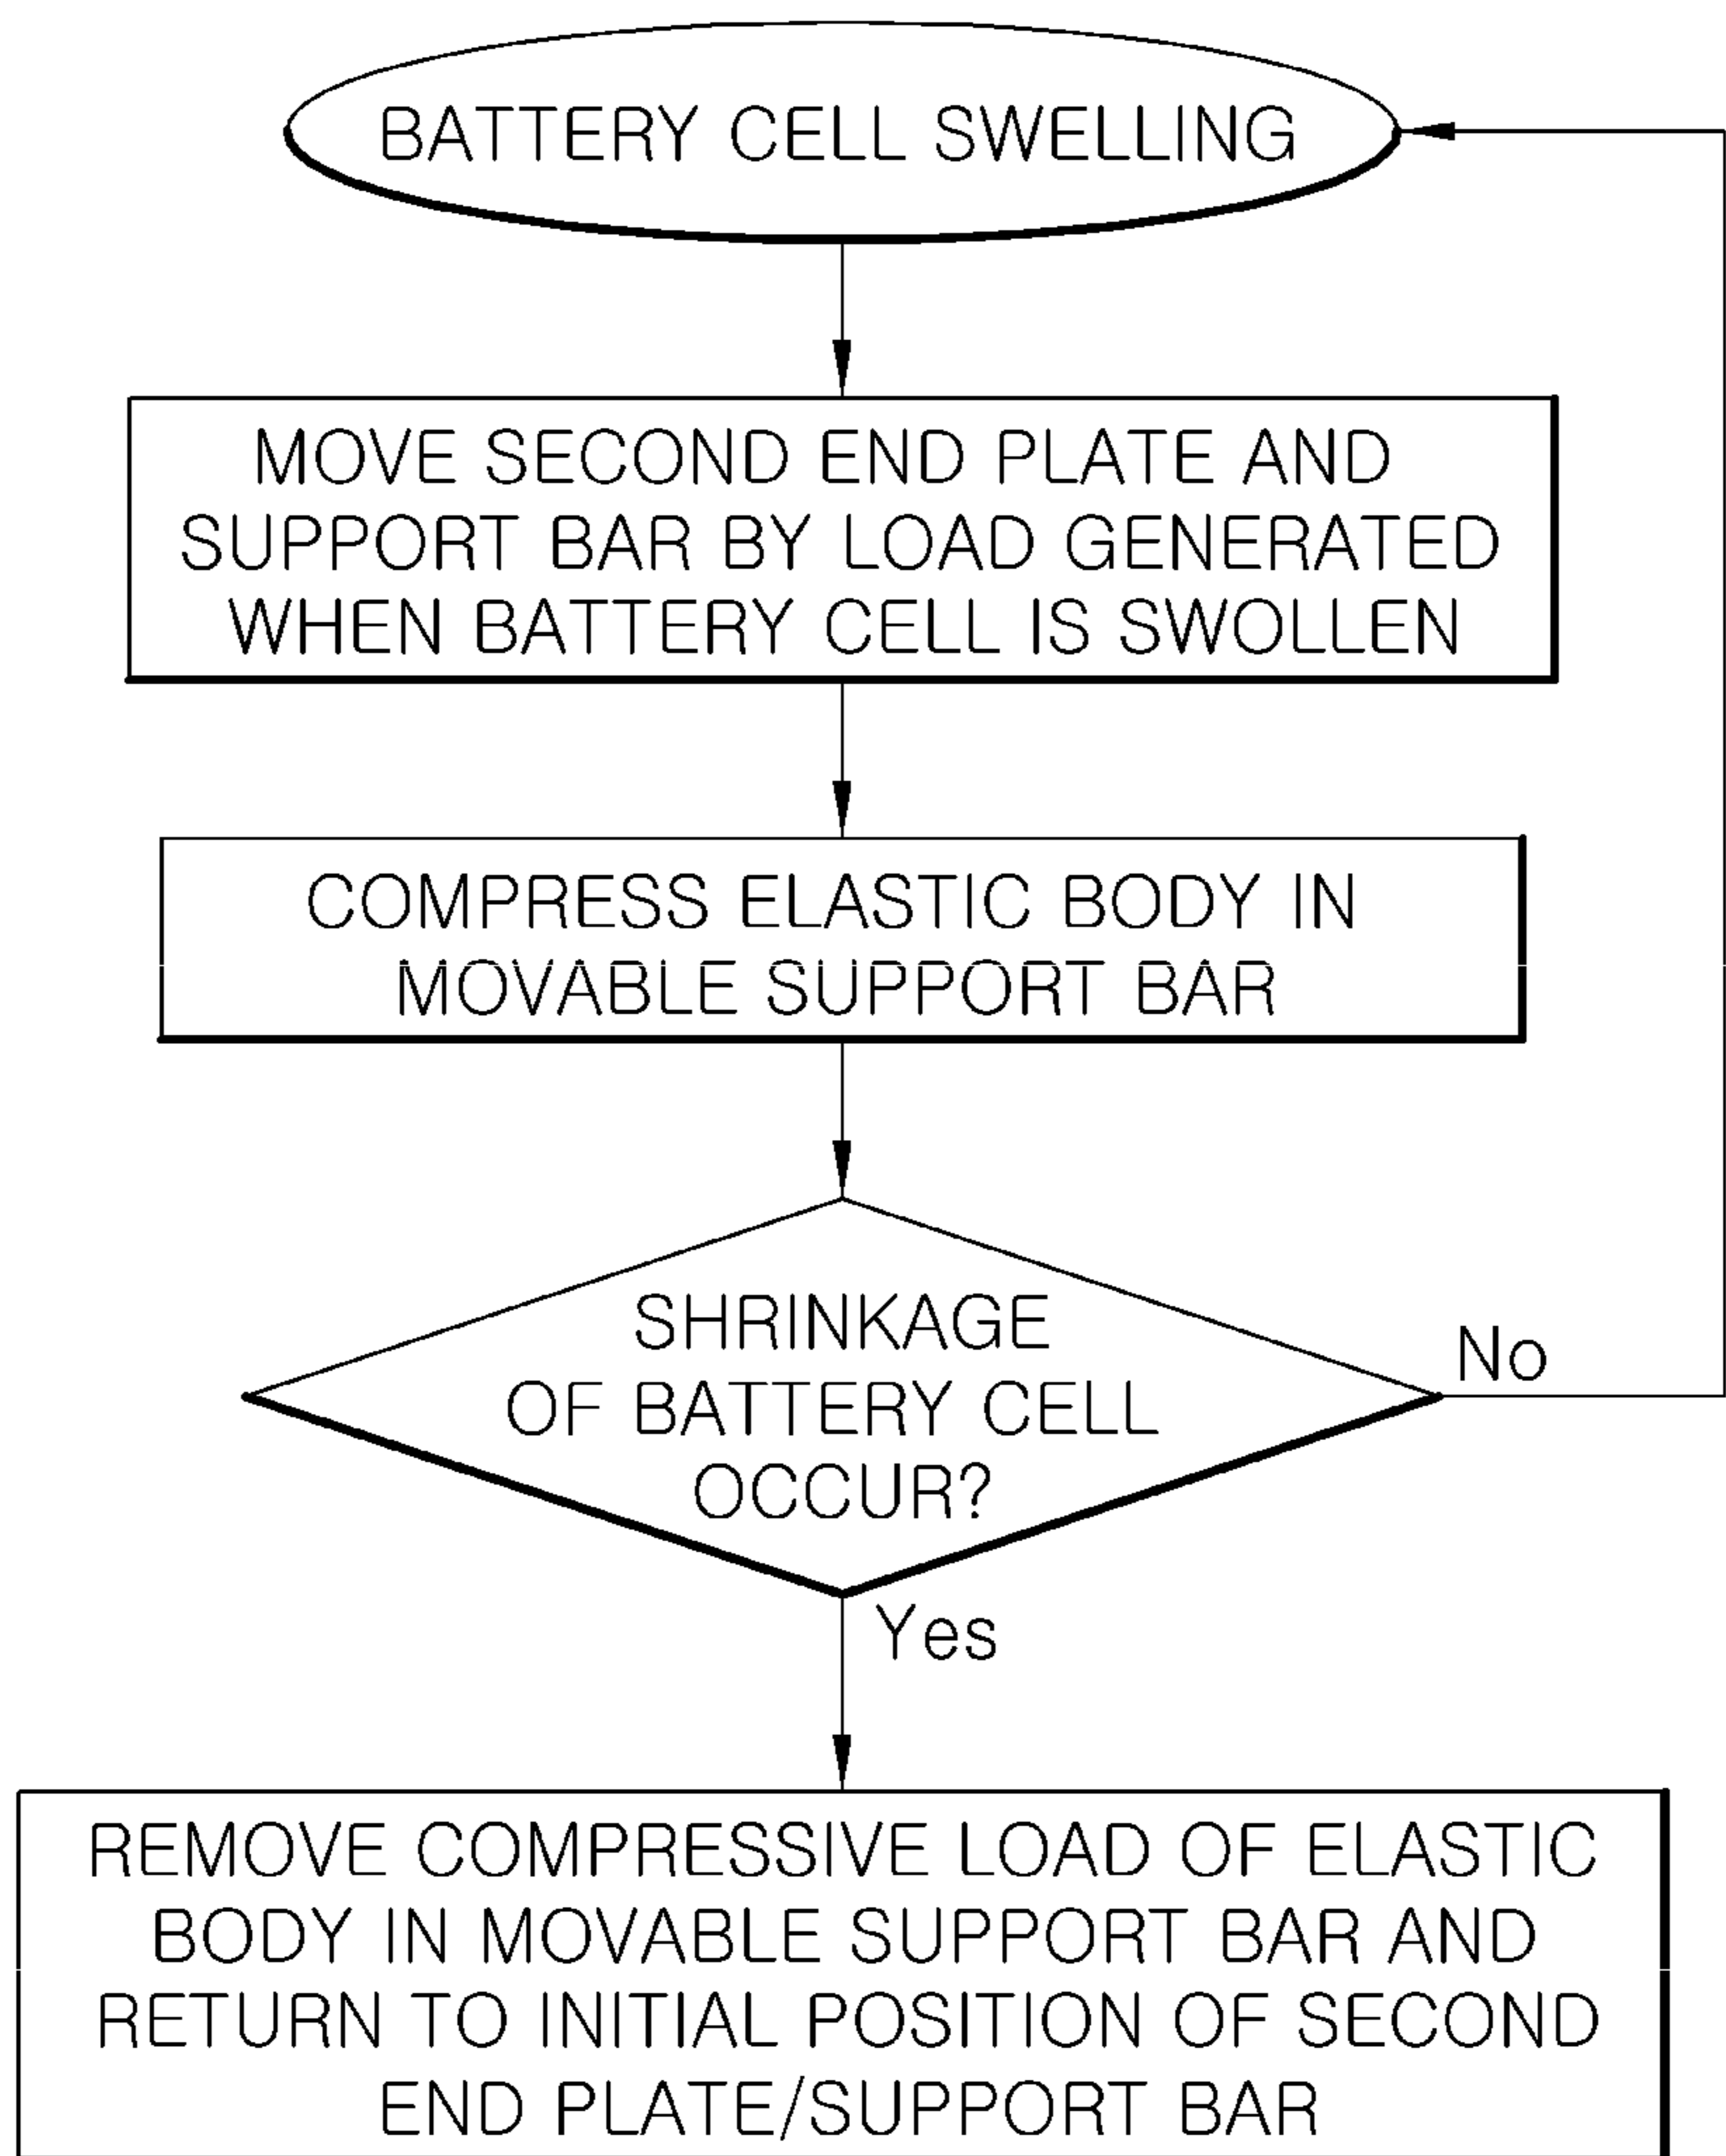 BATTERY CELL SWELLING
MOVE SECOND END PLATE AND
SUPPORT BAR BY LOAD GENERATED
WHEN BATTERY CELL IS SWOLLEN
COMPRESS ELASTIC BODY IN
MOVABLE SUPPORT BAR
SHRINKAGE
OF BATTERY CELL
OCCUR?
No
Yes
REMOVE COMPRESSIVE LOAD OF ELASTIC
BODY IN MOVABLE SUPPORT BAR AND
RETURN TO INITIAL POSITION OF SECOND
END PLATE/SUPPORT BAR